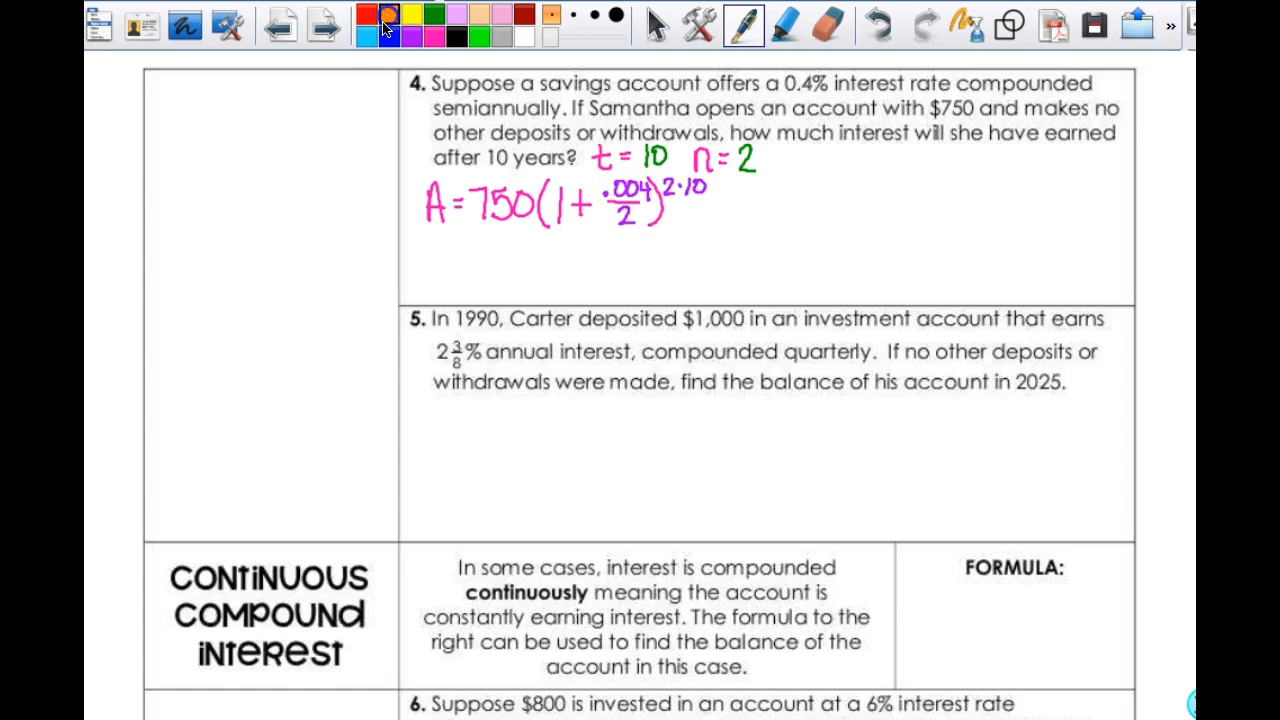 4. Suppose a savings account offers a 0.4% interest rate compounded
semiannually. If Samantha opens an account with $750 and makes no
other deposits or withdrawals, how much interest will she have earned
after 10 years? t = 10 n = 2
A = 750(1 + .004/2)^2·10
5. In 1990, Carter deposited $1,000 in an investment account that earns
2 3/8% annual interest, compounded quarterly. If no other deposits or
withdrawals were made, find the balance of his account in 2025.
CONTINUOUS
COMPOUND
INTEREST
In some cases, interest is compounded
continuously meaning the account is
constantly earning interest. The formula to the
right can be used to find the balance of the
account in this case.
FORMULA:
6. Suppose $800 is invested in an account at a 6% interest rate